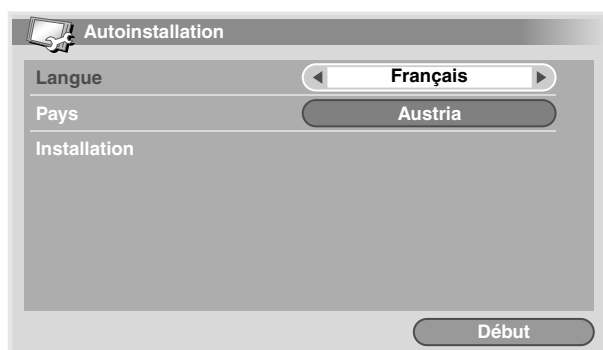 Autoinstallation
Langue Français
Pays Austria
Installation
Début